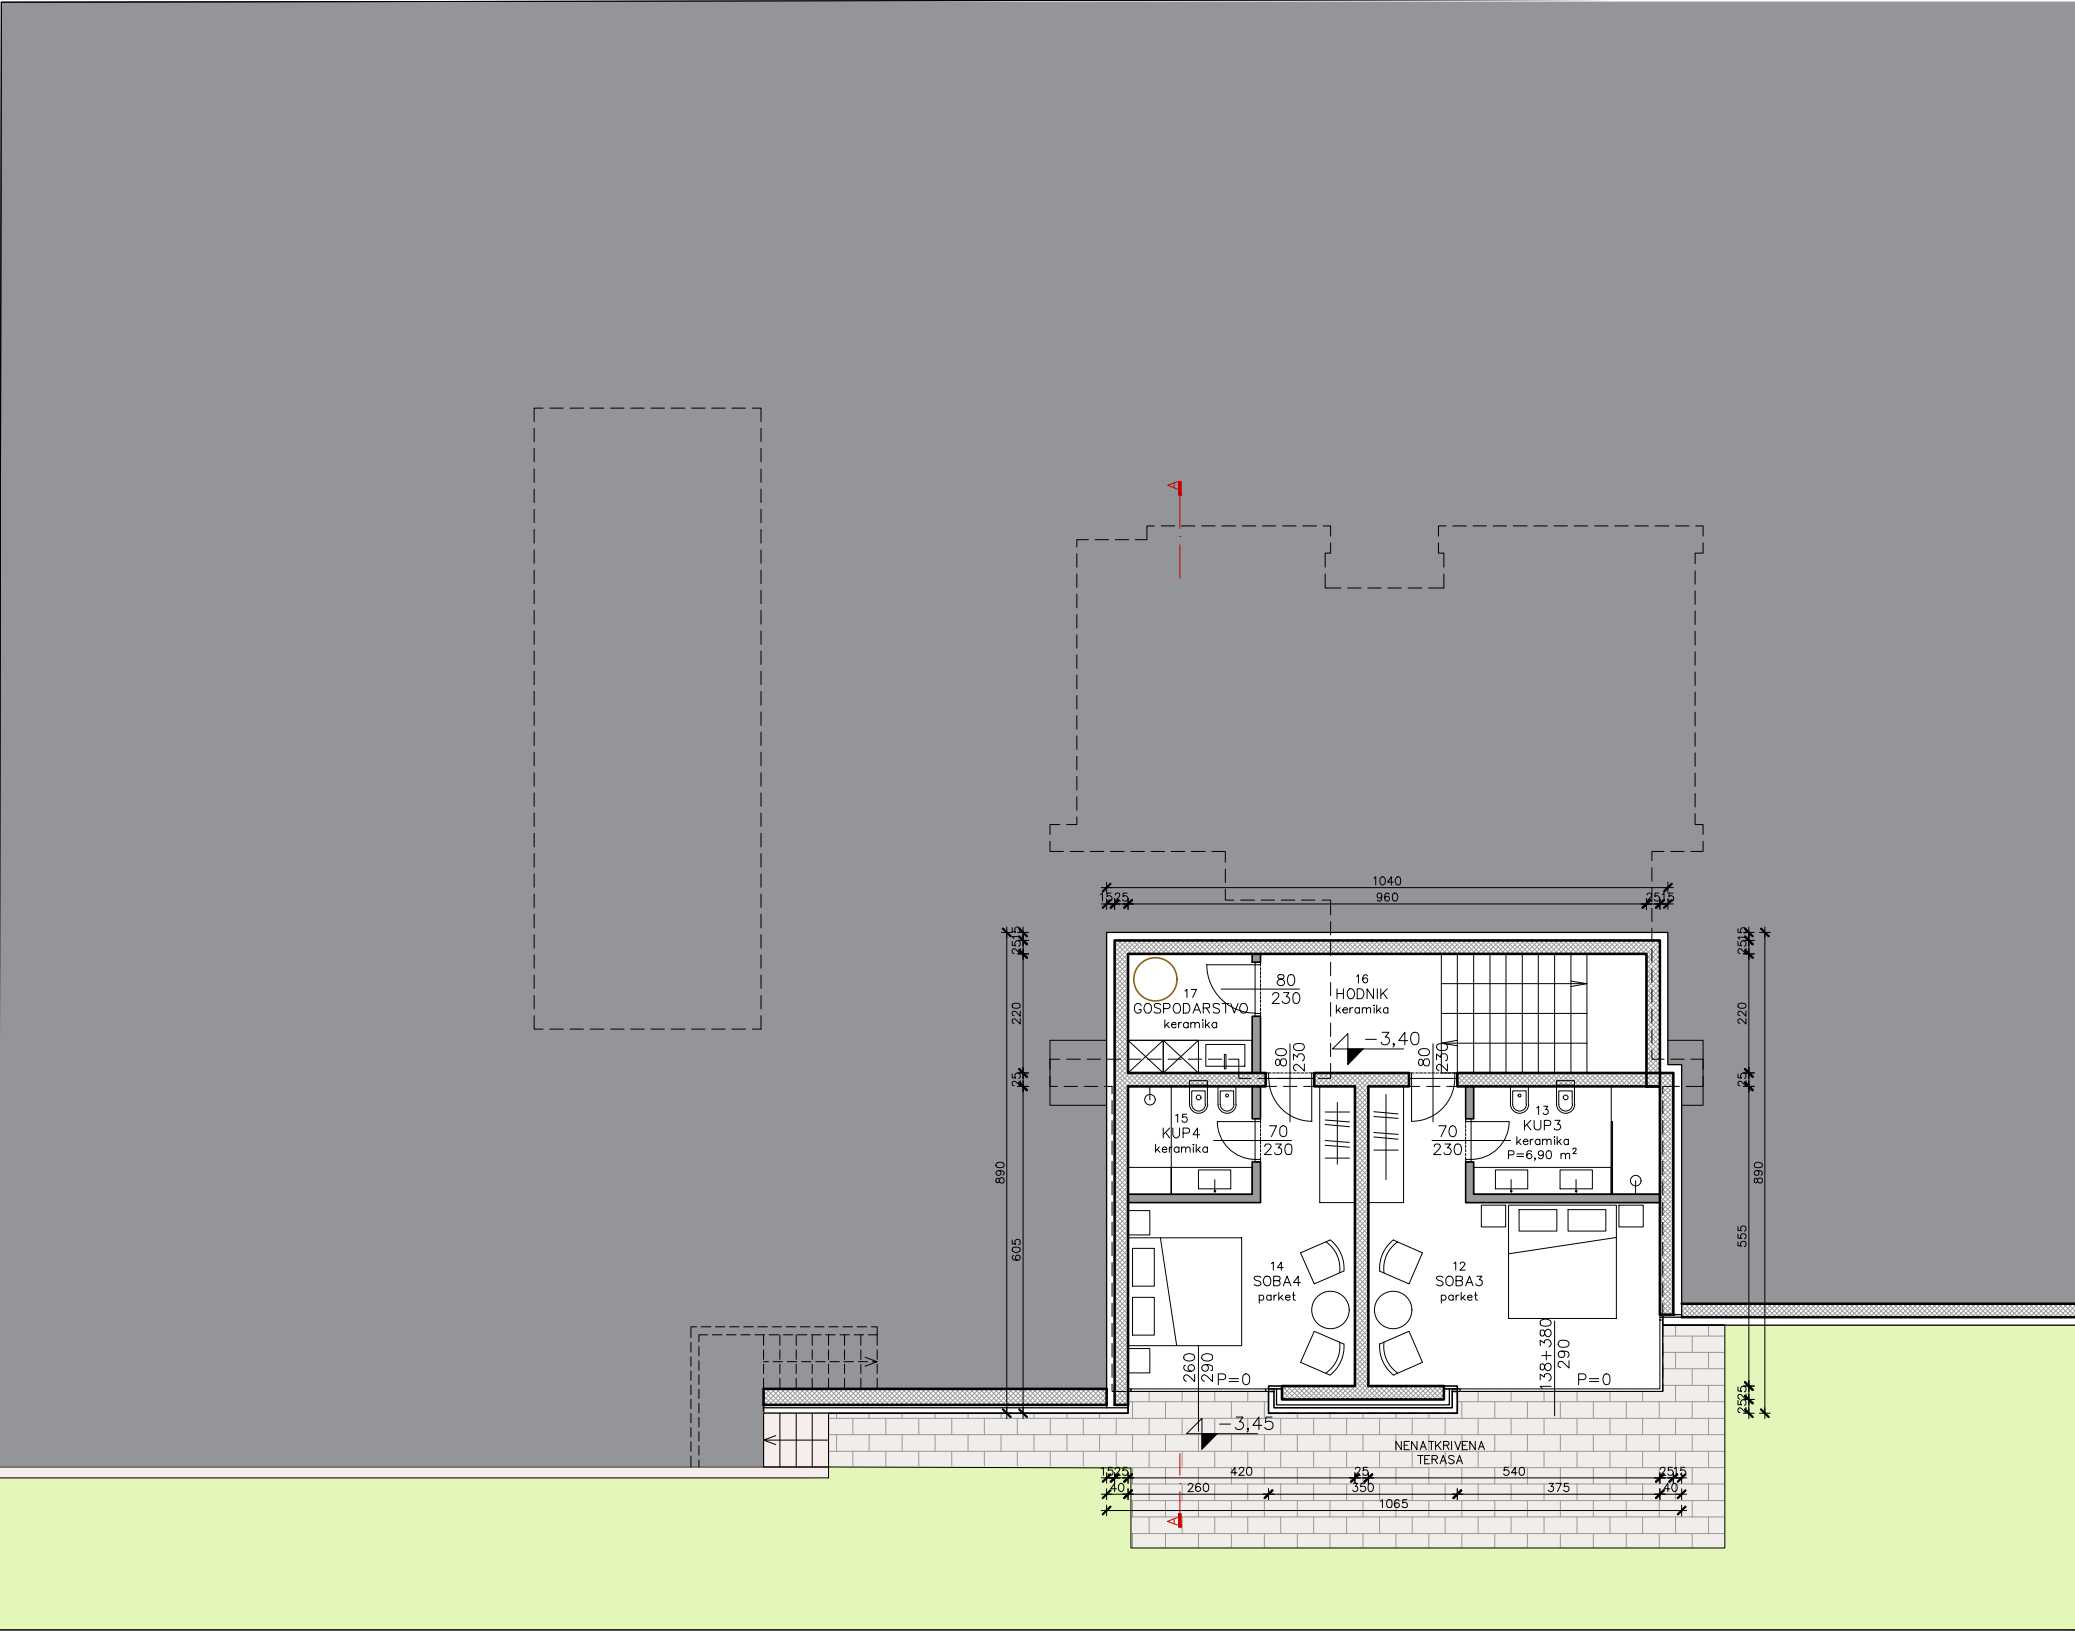 A
1040
15 25
960
25 15
25 15
220
25
605
890
25 15
220
25
555
25 25
890
17
GOSPODARSTVO
keramika
80
230
16
HODNIK
keramika
-3,40
80
230
80
230
15
KUP4
keramika
70
230
70
230
13
KUP3
keramika
P=6,90 m²
14
SOBA4
parket
12
SOBA3
parket
260
290
P=0
138+380
290
P=0
-3,45
NENATKRIVENA
TERASA
15 25
420
25
540
25 15
40
260
350
375
40
1065
A